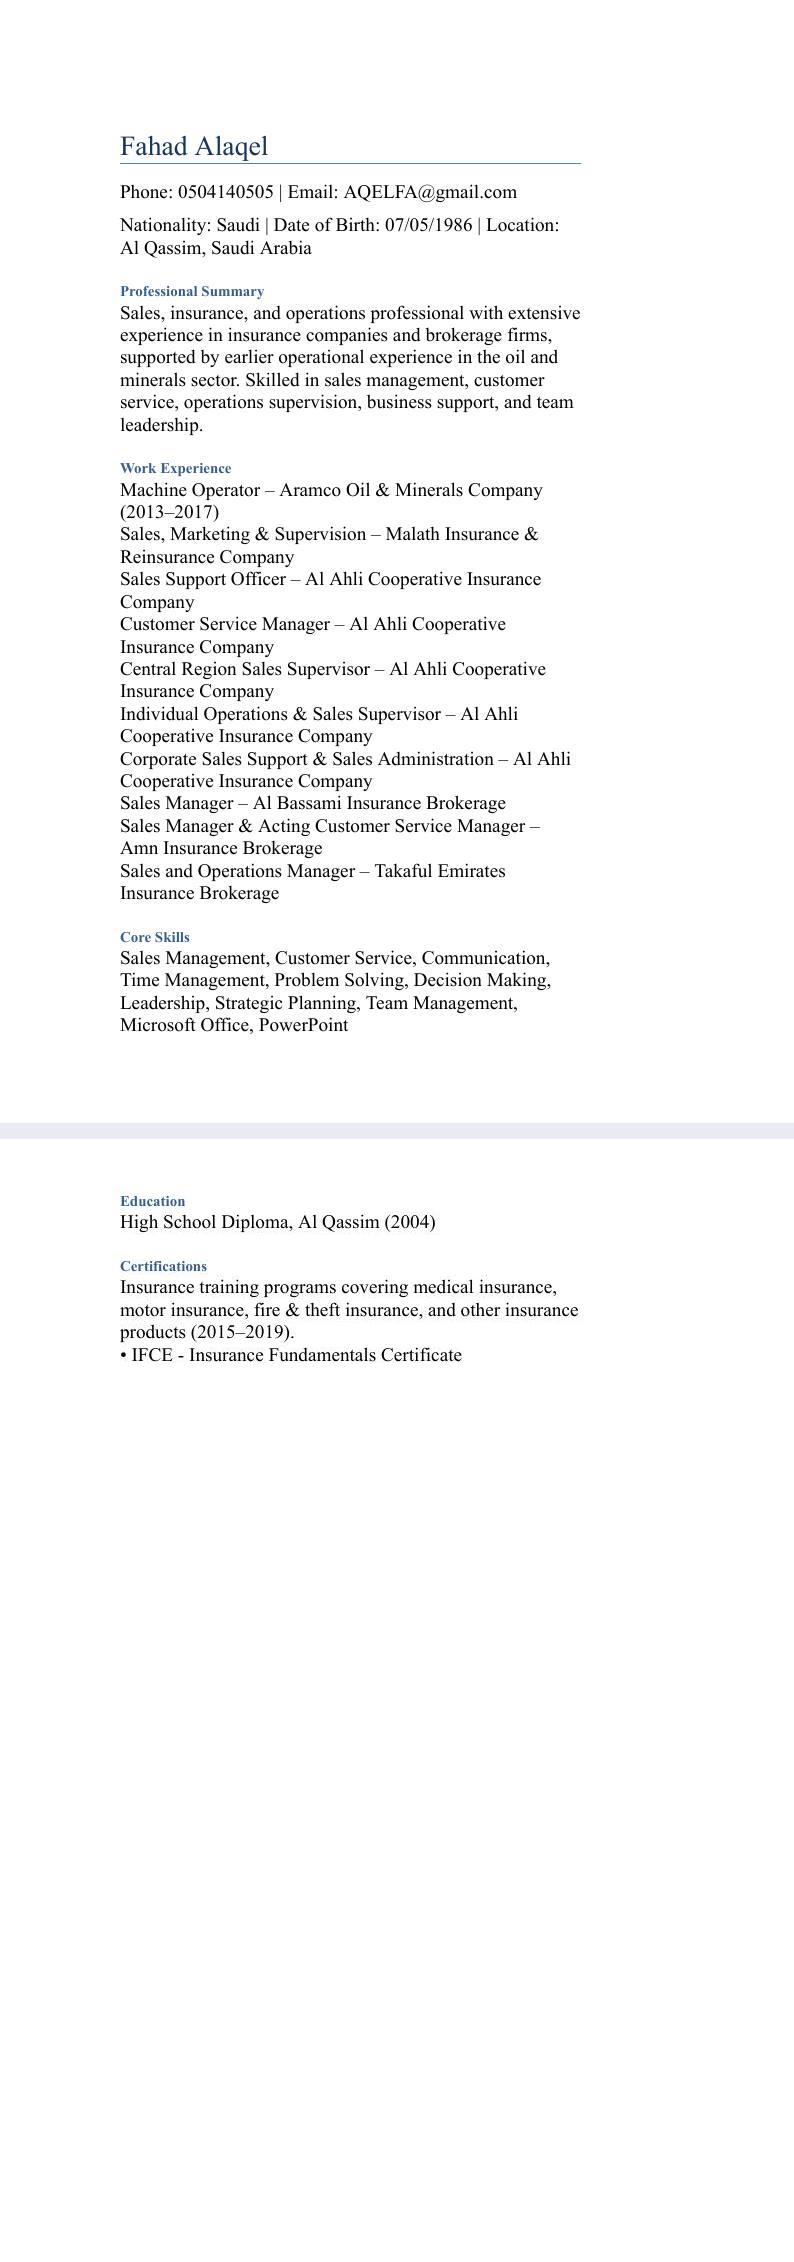 Fahad Alaqel
Phone: 0504140505 | Email: AQELFA@gmail.com
Nationality: Saudi | Date of Birth: 07/05/1986 | Location:
Al Qassim, Saudi Arabia
Professional Summary
Sales, insurance, and operations professional with extensive
experience in insurance companies and brokerage firms,
supported by earlier operational experience in the oil and
minerals sector. Skilled in sales management, customer
service, operations supervision, business support, and team
leadership.
Work Experience
Machine Operator – Aramco Oil & Minerals Company
(2013–2017)
Sales, Marketing & Supervision – Malath Insurance &
Reinsurance Company
Sales Support Officer – Al Ahli Cooperative Insurance
Company
Customer Service Manager – Al Ahli Cooperative
Insurance Company
Central Region Sales Supervisor – Al Ahli Cooperative
Insurance Company
Individual Operations & Sales Supervisor – Al Ahli
Cooperative Insurance Company
Corporate Sales Support & Sales Administration – Al Ahli
Cooperative Insurance Company
Sales Manager – Al Bassami Insurance Brokerage
Sales Manager & Acting Customer Service Manager –
Amn Insurance Brokerage
Sales and Operations Manager – Takaful Emirates
Insurance Brokerage
Core Skills
Sales Management, Customer Service, Communication,
Time Management, Problem Solving, Decision Making,
Leadership, Strategic Planning, Team Management,
Microsoft Office, PowerPoint
Education
High School Diploma, Al Qassim (2004)
Certifications
Insurance training programs covering medical insurance,
motor insurance, fire & theft insurance, and other insurance
products (2015–2019).
• IFCE - Insurance Fundamentals Certificate